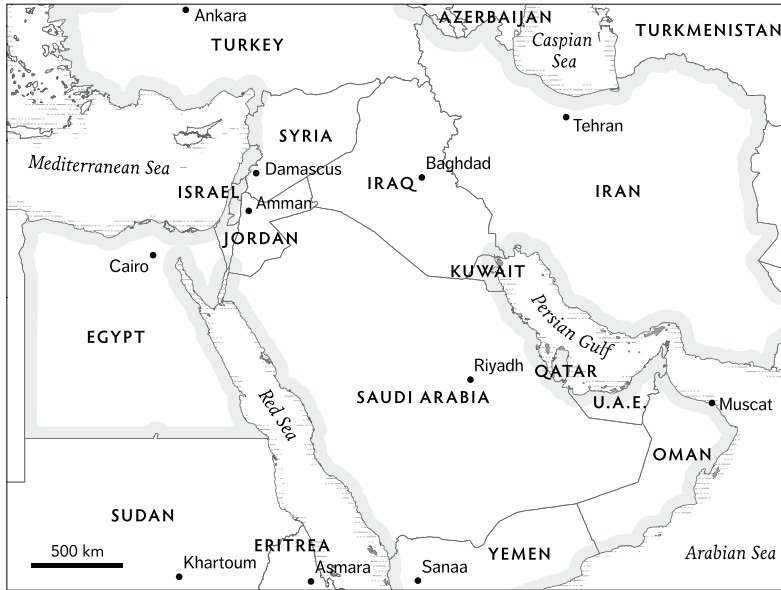 Ankara
AZERBAIJAN
TURKEY
Caspian
Sea
TURKMENISTAN
Tehran
SYRIA
Mediterranean Sea
Damascus
Baghdad
ISRAEL
IRAQ
IRAN
Amman
JORDAN
Cairo
KUWAIT
Persian Gulf
EGYPT
Riyadh
QATAR
SAUDI ARABIA
U.A.E.
Muscat
Red Sea
OMAN
SUDAN
ERITREA
YEMEN
Arabian Sea
500 km
Khartoum
Asmara
Sanaa